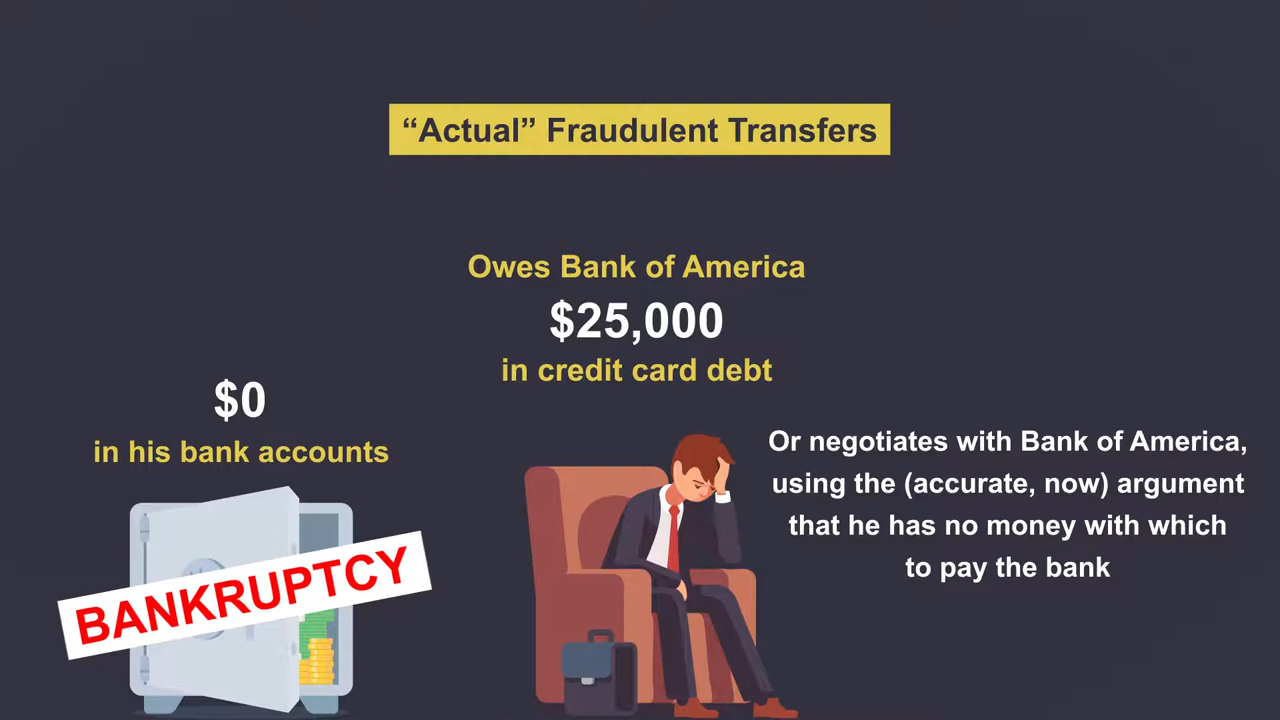 “Actual” Fraudulent Transfers
Owes Bank of America
$25,000
in credit card debt
$0
in his bank accounts
BANKRUPTCY
Or negotiates with Bank of America,
using the (accurate, now) argument
that he has no money with which
to pay the bank